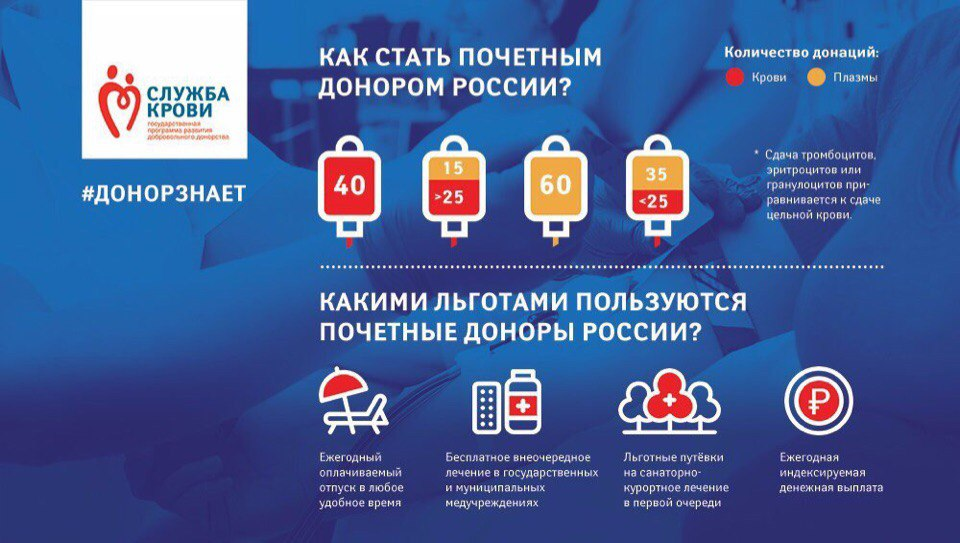 СЛУЖБА
КРОВИ
государственная
программа развития
добровольного донорства
#ДОНОРЗНАЕТ
КАК СТАТЬ ПОЧЕТНЫМ
ДОНОРОМ РОССИИ?
Количество донаций:
Крови
Плазмы
40
15
>25
60
35
<25
* Сдача тромбоцитов,
эритроцитов или
гранулоцитов при-
равнивается к сдаче
цельной крови.
КАКИМИ ЛЬГОТАМИ ПОЛЬЗУЮТСЯ
ПОЧЕТНЫЕ ДОНОРЫ РОССИИ?
Ежегодный
оплачиваемый
отпуск в любое
удобное время
Бесплатное внеочередное
лечение в государственных
и муниципальных
медучреждениях
Льготные путёвки
на санаторно-
курортное лечение
в первой очереди
Ежегодная
индексируемая
денежная выплата